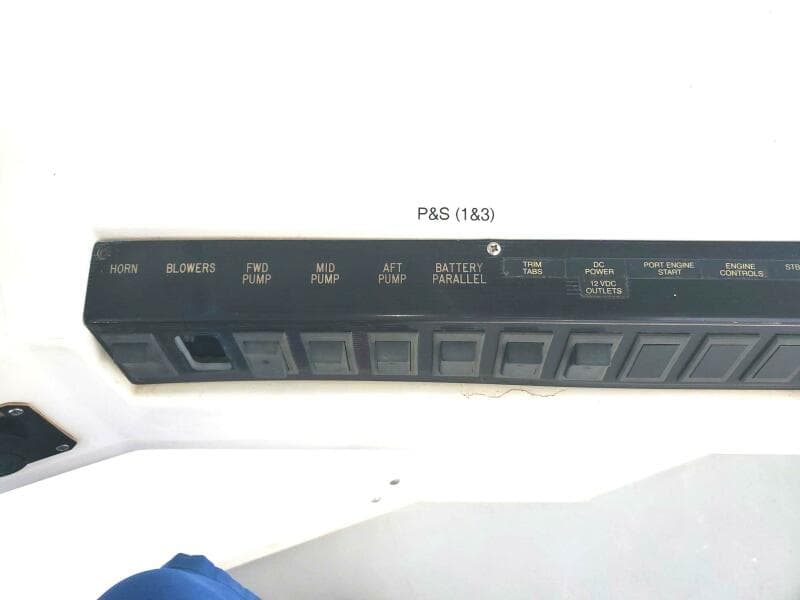 P&S (1&3)
HORN
BLOWERS
FWD
PUMP
MID
PUMP
AFT
PUMP
BATTERY
PARALLEL
TRIM
TABS
DC
POWER
12 VDC
OUTLETS
PORT ENGINE
START
ENGINE
CONTROLS
STB